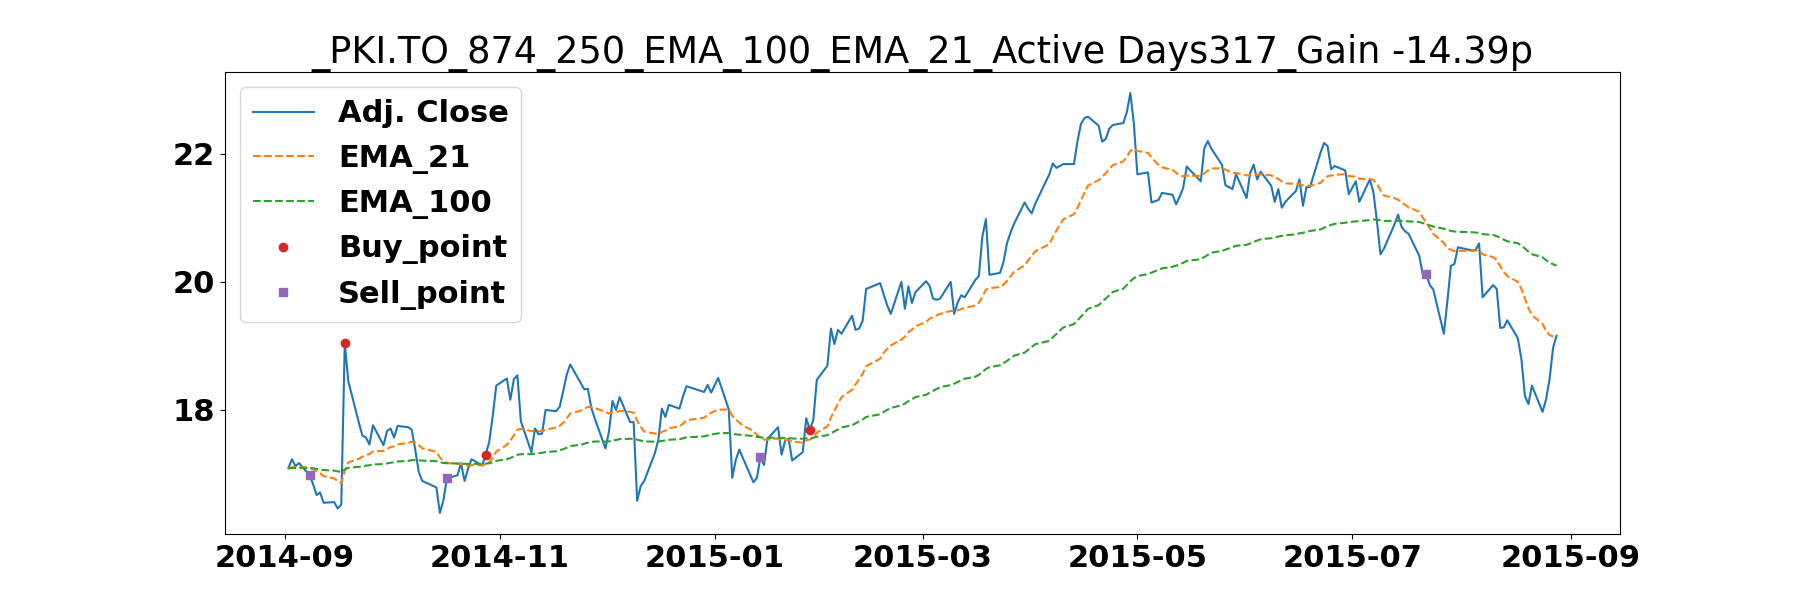 _PKI.TO_874_250_EMA_100_EMA_21_Active Days317_Gain -14.39p
Adj. Close
EMA_21
EMA_100
Buy_point
Sell_point
22
20
18
2014-09 2014-11 2015-01 2015-03 2015-05 2015-07 2015-09